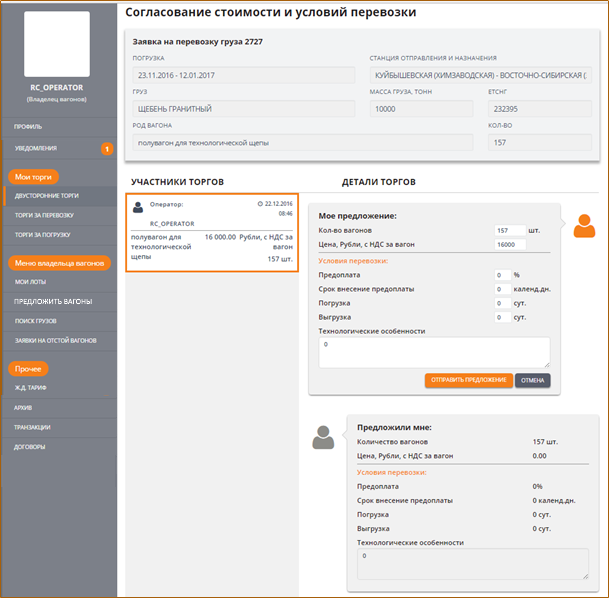 RC_OPERATOR
(Владелец вагонов)
ПРОФИЛЬ
УВЕДОМЛЕНИЯ 1
Мои торги
ДВУСТОРОННИЕ ТОРГИ
ТОРГИ ЗА ПЕРЕВОЗКУ
ТОРГИ ЗА ПОГРУЗКУ
Меню владельца вагонов
МОИ ЛОТЫ
ПРЕДЛОЖИТЬ ВАГОНЫ
ПОИСК ГРУЗОВ
ЗАЯВКИ НА ОТСТОЙ ВАГОНОВ
Прочее
Ж.Д. ТАРИФ
АРХИВ
ТРАНЗАКЦИИ
ДОГОВОРЫ
Согласование стоимости и условий перевозки
Заявка на перевозку груза 2727
ПОГРУЗКА СТАНЦИЯ ОТПРАВЛЕНИЯ И НАЗНАЧЕНИЯ
23.11.2016 - 12.01.2017 КУЙБЫШЕВСКАЯ (ХИМЗАВОДСКАЯ) - ВОСТОЧНО-СИБИРСКАЯ (
ГРУЗ МАССА ГРУЗА, ТОНН ЕТСНГ
ЩЕБЕНЬ ГРАНИТНЫЙ 10000 232395
РОД ВАГОНА КОЛ-ВО
полувагон для технологической щепы 157
УЧАСТНИКИ ТОРГОВ
Оператор: 22.12.2016
08:46
RC_OPERATOR
полувагон для 16 000.00 Рубли, с НДС за
технологической вагон
щепы 157 шт.
ДЕТАЛИ ТОРГОВ
Мое предложение:
Кол-во вагонов 157 шт.
Цена, Рубли, с НДС за вагон 16000
Условия перевозки:
Предоплата 0 %
Срок внесение предоплаты 0 календ.дн.
Погрузка 0 сут.
Выгрузка 0 сут.
Технологические особенности
0
ОТПРАВИТЬ ПРЕДЛОЖЕНИЕ ОТМЕНА
Предложили мне:
Количество вагонов 157 шт.
Цена, Рубли, с НДС за вагон 0.00
Условия перевозки:
Предоплата 0%
Срок внесение предоплаты 0 календ.дн.
Погрузка 0 сут.
Выгрузка 0 сут.
Технологические особенности
0